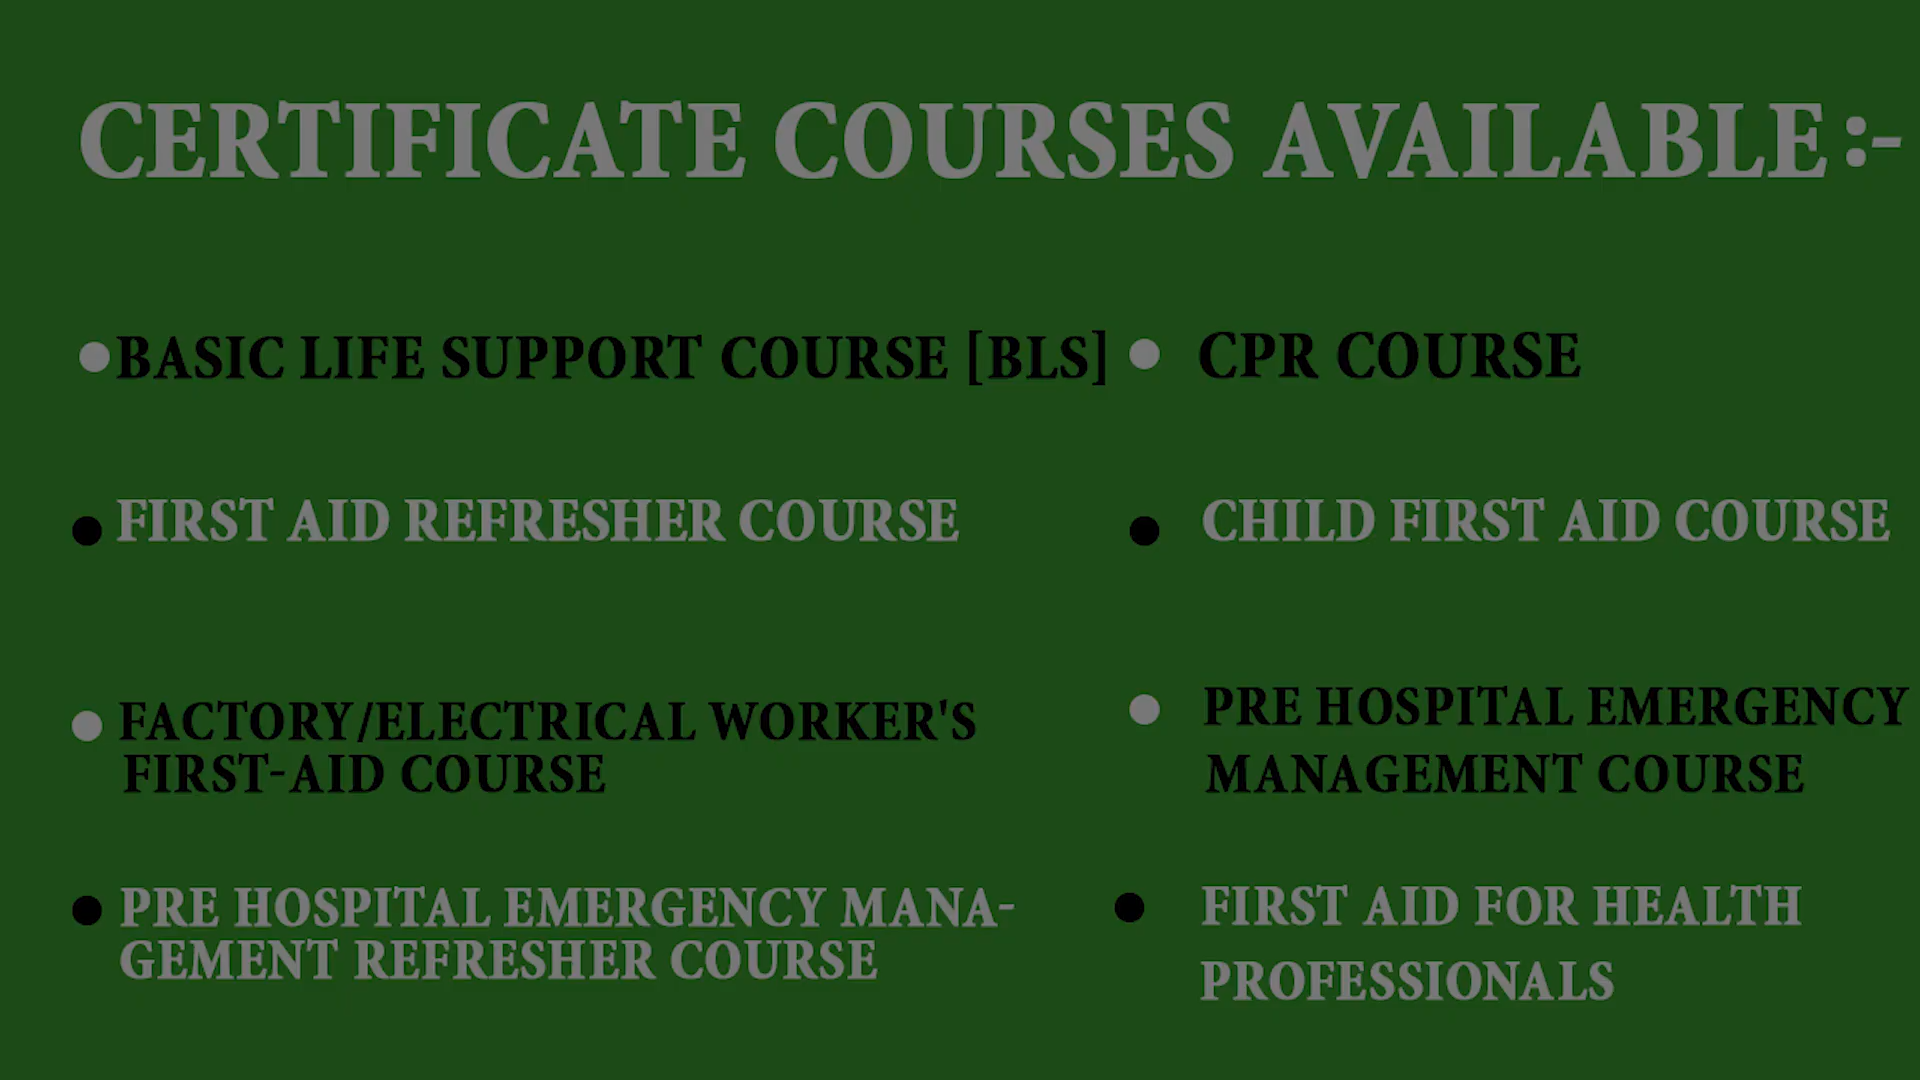 CERTIFICATE COURSES AVAILABLE :-
BASIC LIFE SUPPORT COURSE [BLS]
CPR COURSE
FIRST AID REFRESHER COURSE
CHILD FIRST AID COURSE
FACTORY/ELECTRICAL WORKER'S
FIRST-AID COURSE
PRE HOSPITAL EMERGENCY
MANAGEMENT COURSE
PRE HOSPITAL EMERGENCY MANA-
GEMENT REFRESHER COURSE
FIRST AID FOR HEALTH
PROFESSIONALS